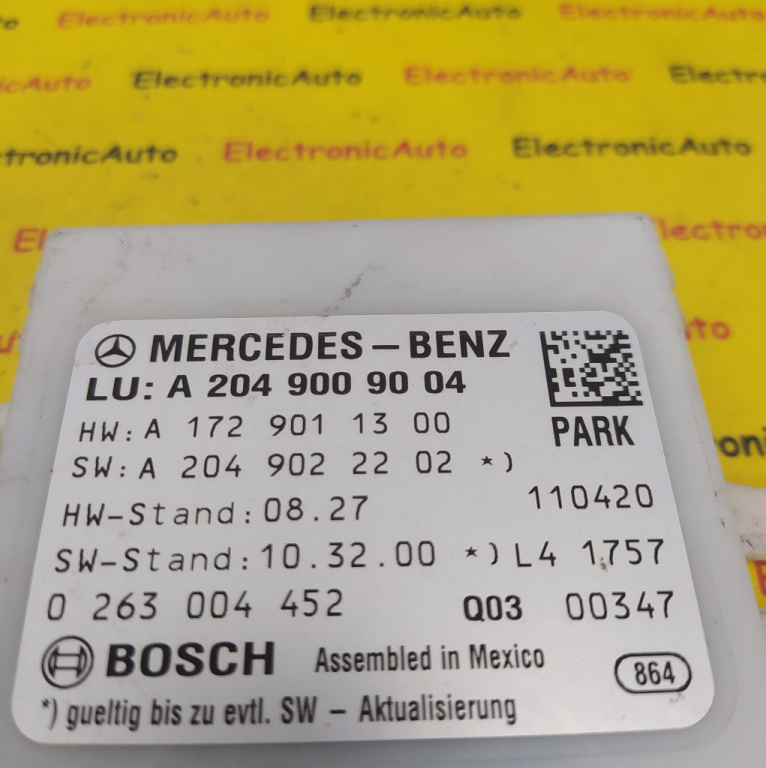 ElectronicAuto ElectronicAuto ElectronicAuto
ElectronicAuto ElectronicAuto
ElectronicAuto ElectronicAuto
MERCEDES-BENZ
LU: A 204 900 90 04
HW: A 172 901 13 00
SW: A 204 902 22 02 *)
PARK
HW-Stand: 08.27 110420
SW-Stand: 10.32.00 *) L4 1.757
0 263 004 452 Q03 00347
BOSCH Assembled in Mexico 864
*) gueltig bis zu evtl. SW - Aktualisierung